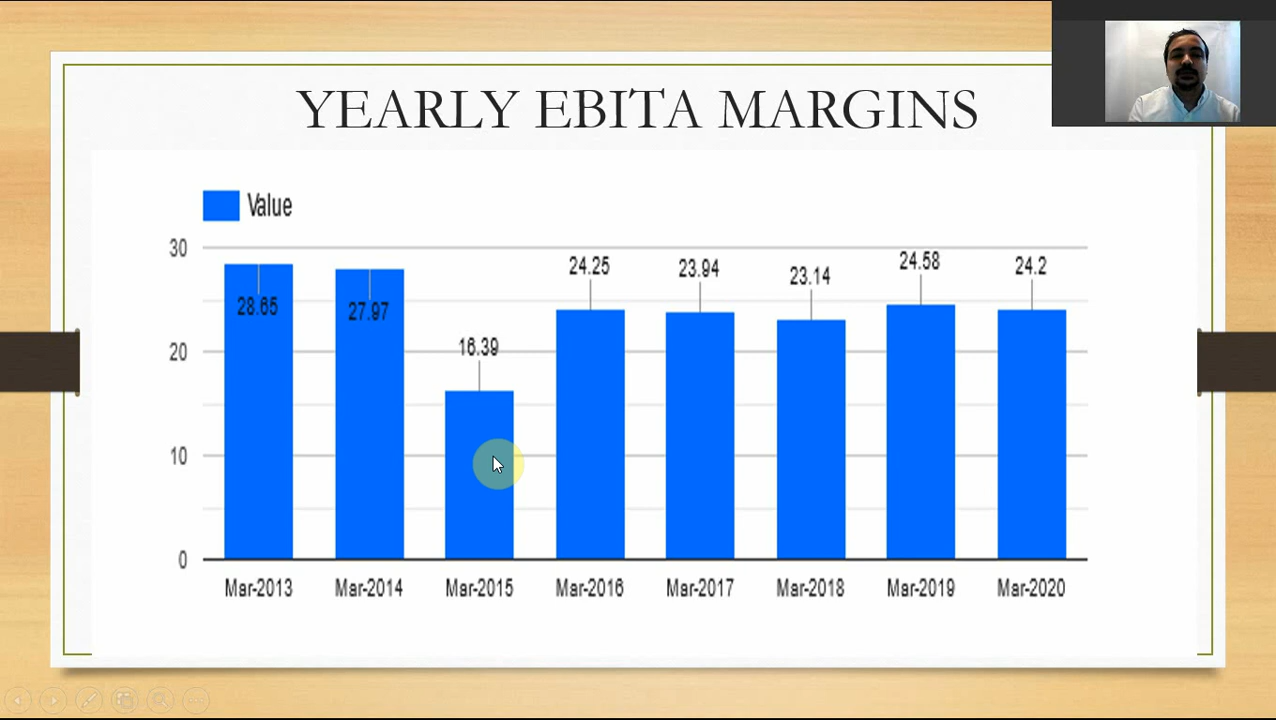 YEARLY EBITA MARGINS
Value
30
20
10
0
28.65
27.97
16.39
24.25
23.94
23.14
24.58
24.2
Mar-2013
Mar-2014
Mar-2015
Mar-2016
Mar-2017
Mar-2018
Mar-2019
Mar-2020